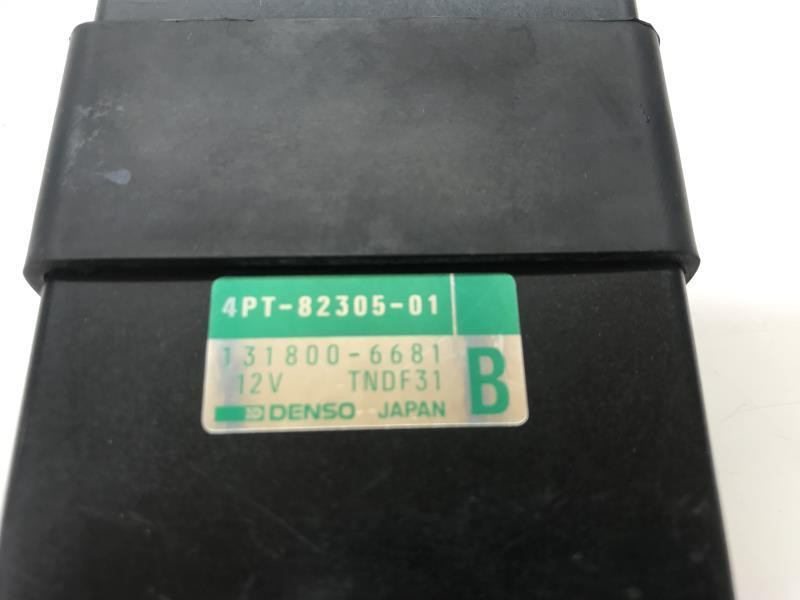 4PT-82305-01
131800-6681
12V TNDF31
B
DENSO JAPAN